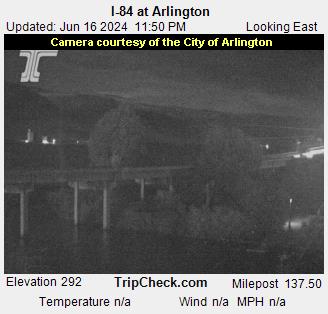 I-84 at Arlington
Updated: Jun 16 2024 11:50 PM Looking East
Camera courtesy of the City of Arlington
Elevation 292 TripCheck.com Milepost 137.50
Temperature n/a Wind n/a MPH n/a